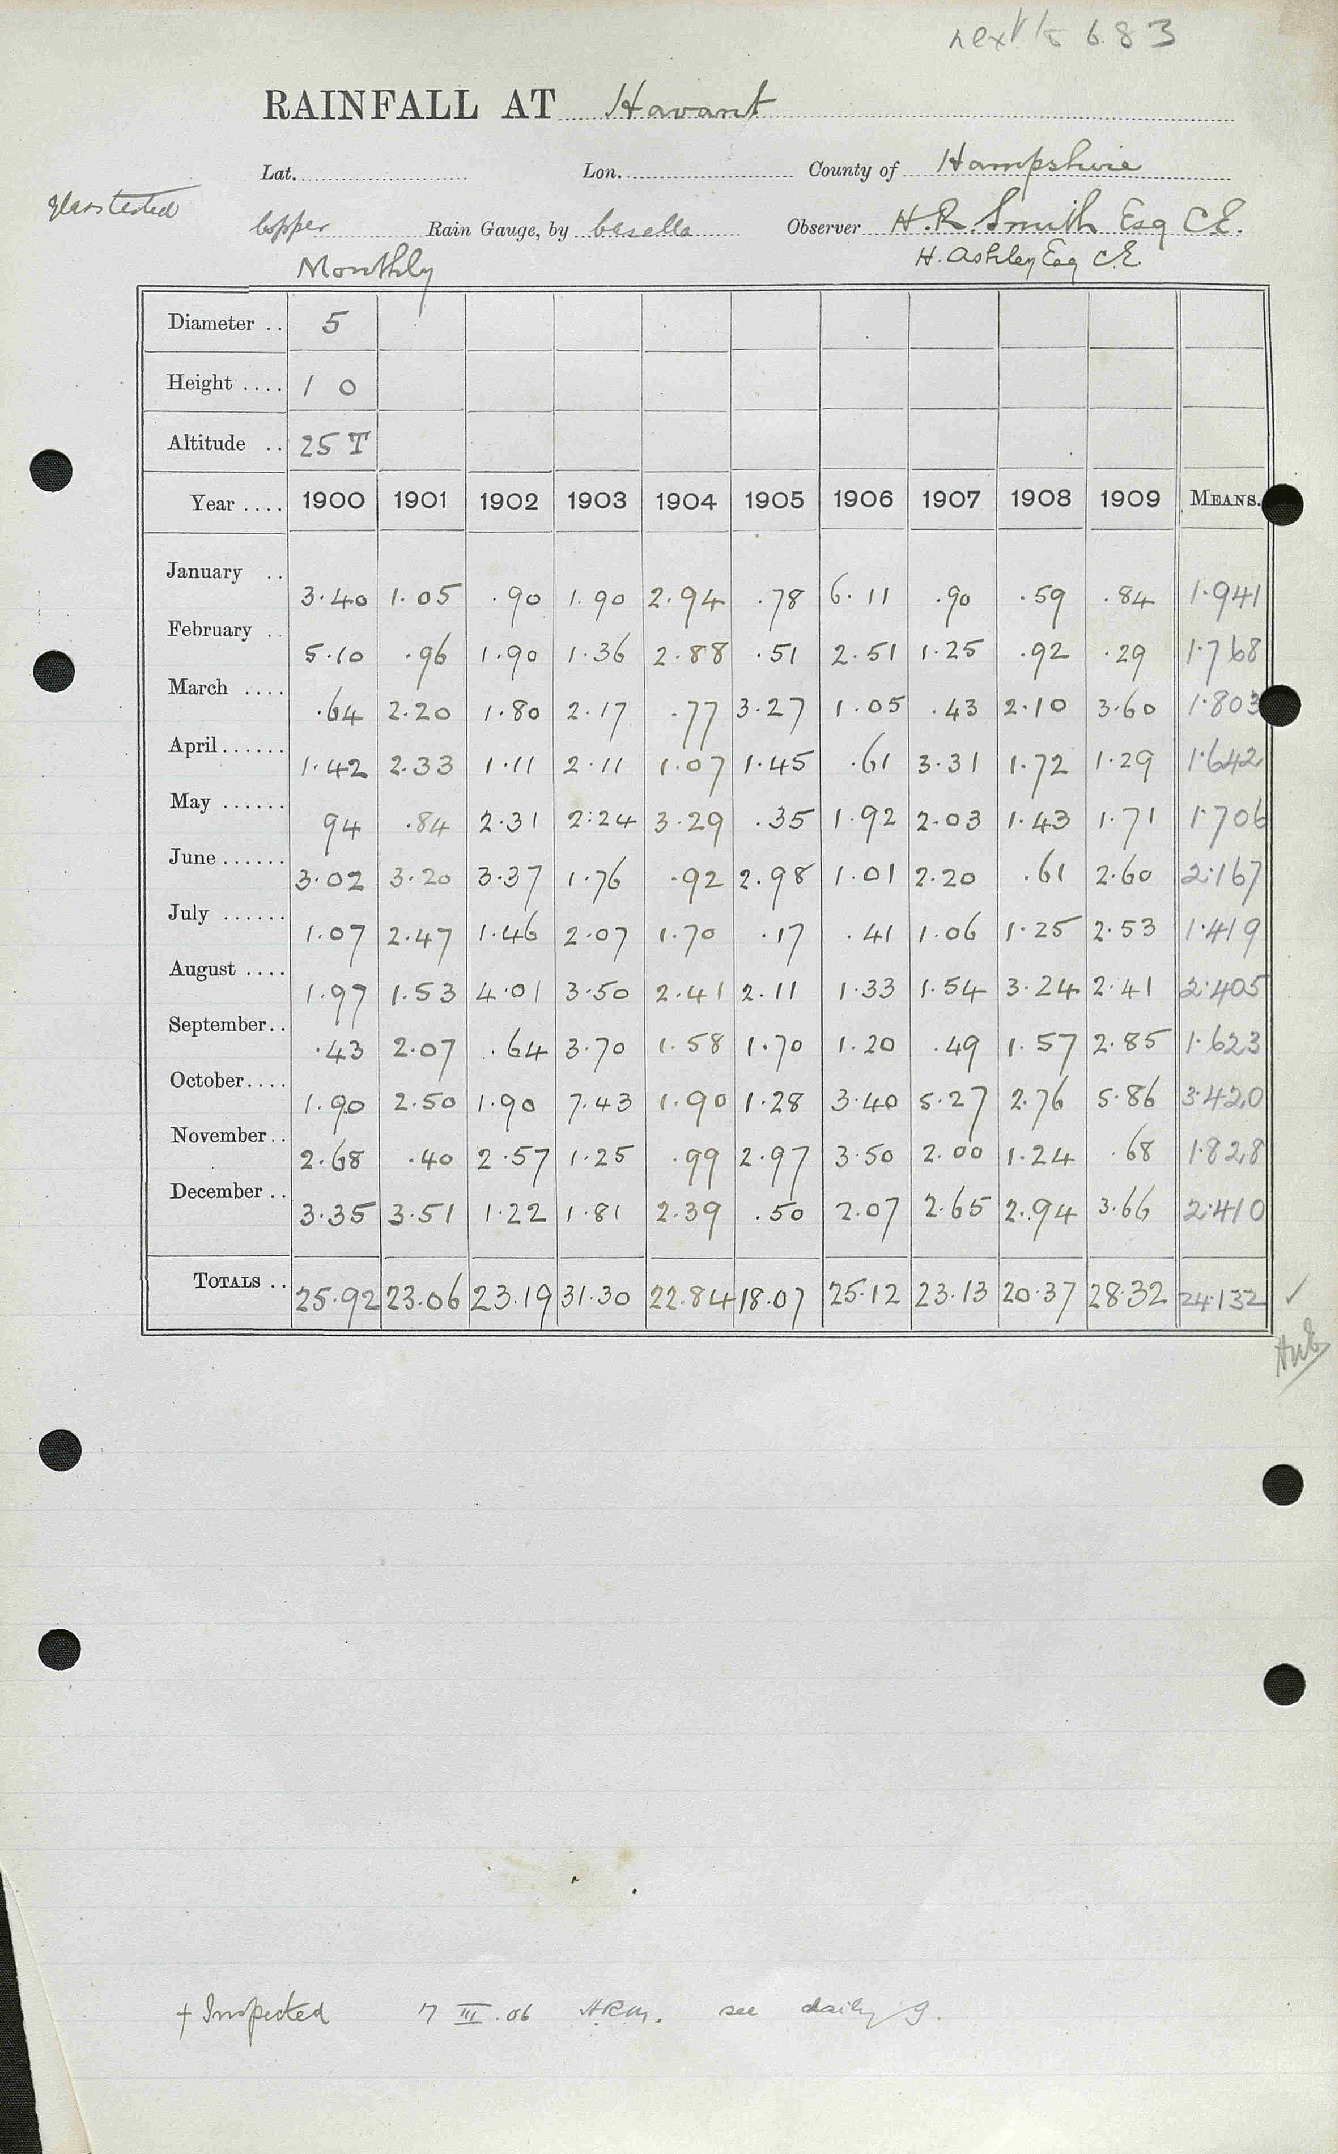 next to 683
RAINFALL AT Havant
Lat. Lon. County of Hampshire
Glass tested
Copper Rain Gauge, by Casella Observer H.R. Smith Esq C.E.
Monthly H. Ashley Esq C.E.
Diameter .. 5
Height .... 1 0
Altitude .. 25 T
Year .... 1900 1901 1902 1903 1904 1905 1906 1907 1908 1909 MEANS.
January .. 3.40 1.05 .90 1.90 2.94 .78 6.11 .90 .59 .84 1.941
February .. 5.10 .96 1.90 1.36 2.88 .51 2.51 1.25 .92 .29 1.768
March .... .64 2.20 1.80 2.17 .77 3.27 1.05 .43 2.10 3.60 1.803
April ...... 1.42 2.33 1.11 2.11 1.07 1.45 .61 3.31 1.72 1.29 1.642
May ...... 94 .84 2.31 2.24 3.29 .35 1.92 2.03 1.43 1.71 1.706
June ...... 3.02 3.20 3.37 1.76 .92 2.98 1.01 2.20 .61 2.60 2.167
July ...... 1.07 2.47 1.46 2.07 1.70 .17 .41 1.06 1.25 2.53 1.419
August .... 1.97 1.53 4.01 3.50 2.41 2.11 1.33 1.54 3.24 2.41 2.405
September .. .43 2.07 .64 3.70 1.58 1.70 1.20 .49 1.57 2.85 1.623
October .... 1.90 2.50 1.90 7.43 1.90 1.28 3.40 5.27 2.76 5.86 3.420
November .. 2.68 .40 2.57 1.25 .99 2.97 3.50 2.00 1.24 .68 1.828
December .. 3.35 3.51 1.22 1.81 2.39 .50 2.07 2.65 2.94 3.66 2.410
TOTALS .. 25.92 23.06 23.19 31.30 22.84 18.07 25.12 23.13 20.37 28.32 24.132 ✓
† Inspected 7 III .06 HRM. see daily g.